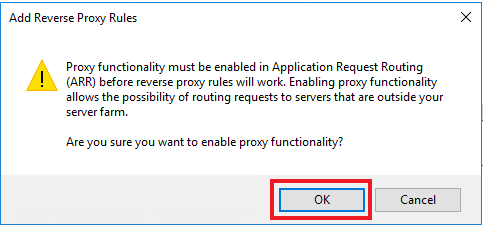 Add Reverse Proxy Rules
Proxy functionality must be enabled in Application Request Routing
(ARR) before reverse proxy rules will work. Enabling proxy functionality
allows the possibility of routing requests to servers that are outside your
server farm.
Are you sure you want to enable proxy functionality?
OK
Cancel